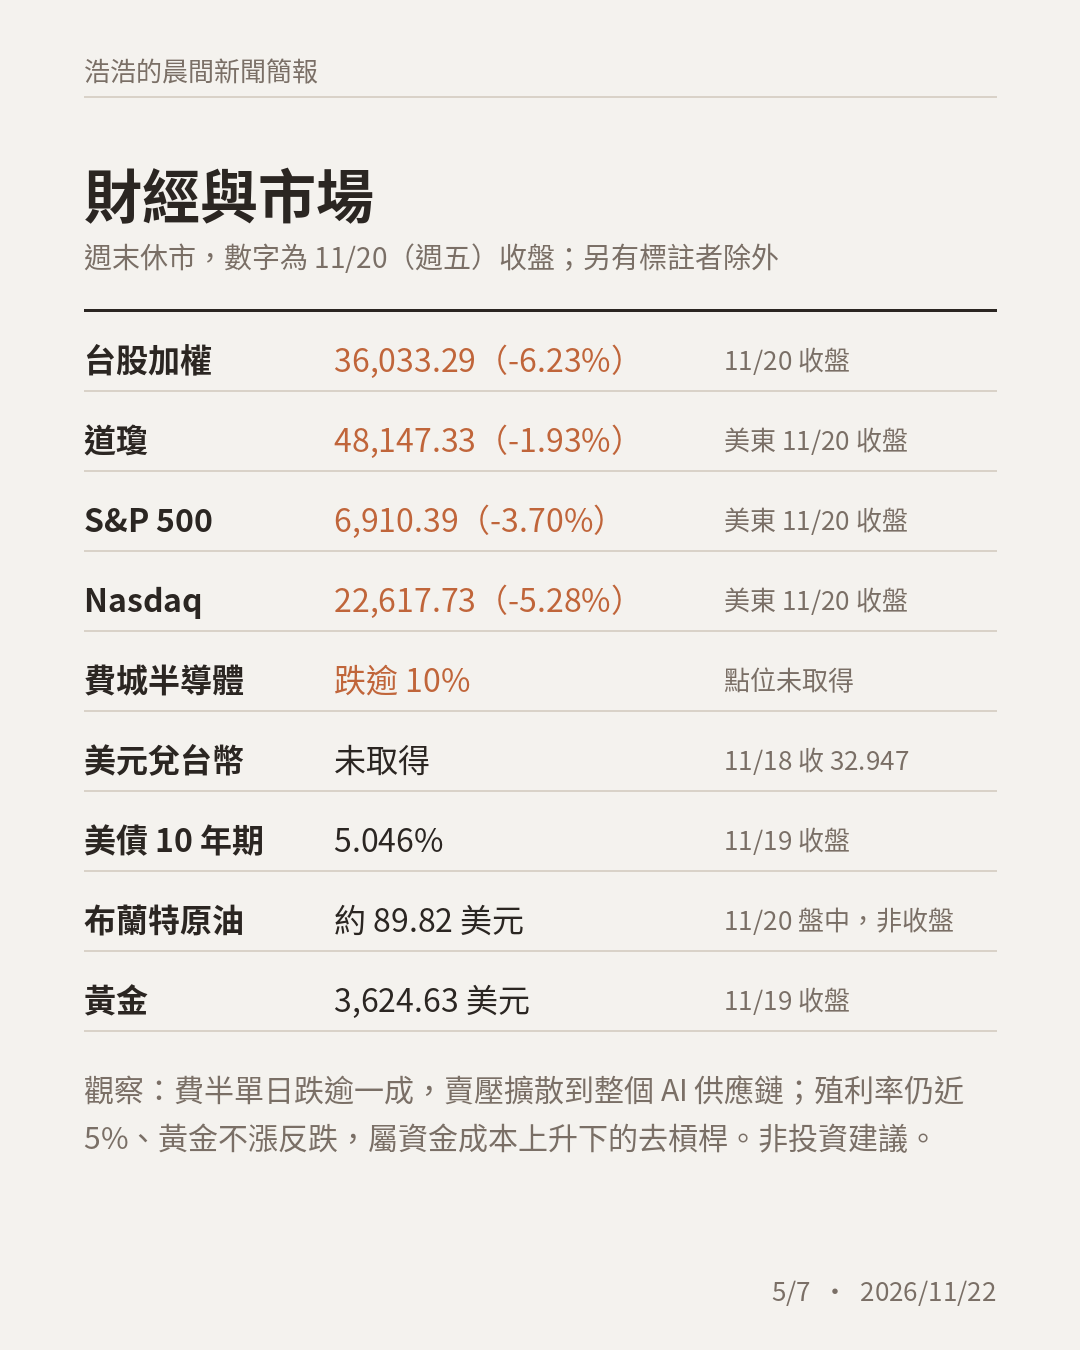 浩浩的晨間新聞簡報
財經與市場
週末休市，數字為 11/20（週五）收盤；另有標註者除外
台股加權 36,033.29（-6.23%） 11/20 收盤
道瓊 48,147.33（-1.93%） 美東 11/20 收盤
S&P 500 6,910.39（-3.70%） 美東 11/20 收盤
Nasdaq 22,617.73（-5.28%） 美東 11/20 收盤
費城半導體 跌逾 10% 點位未取得
美元兌台幣 未取得 11/18 收 32.947
美債 10 年期 5.046% 11/19 收盤
布蘭特原油 約 89.82 美元 11/20 盤中，非收盤
黃金 3,624.63 美元 11/19 收盤
觀察：費半單日跌逾一成，賣壓擴散到整個 AI 供應鏈；殖利率仍近
5%、黃金不漲反跌，屬資金成本上升下的去槓桿。非投資建議。
5/7 · 2026/11/22